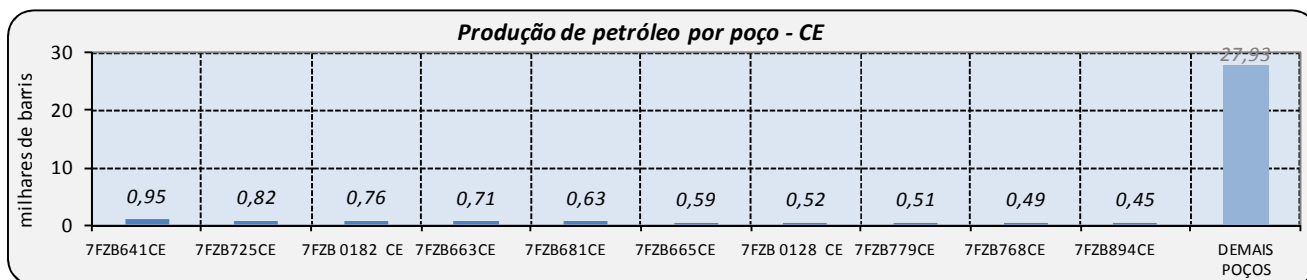 Produção de petróleo por poço - CE
milhares de barris
30
20
10
0
27,93
0,95 0,82 0,76 0,71 0,63 0,59 0,52 0,51 0,49 0,45
7FZB641CE 7FZB725CE 7FZB 0182 CE 7FZB663CE 7FZB681CE 7FZB665CE 7FZB 0128 CE 7FZB779CE 7FZB768CE 7FZB894CE DEMAIS
POÇOS